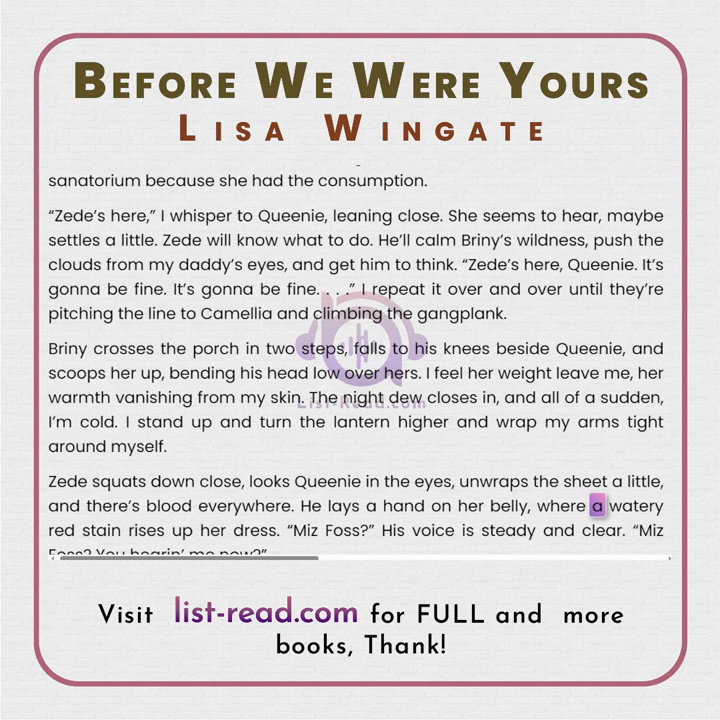 BEFORE WE WERE YOURS
LISA WINGATE
sanatorium because she had the consumption.
“Zede’s here,” I whisper to Queenie, leaning close. She seems to hear, maybe
settles a little. Zede will know what to do. He’ll calm Briny’s wildness, push the
clouds from my daddy’s eyes, and get him to think. “Zede’s here, Queenie. It’s
gonna be fine. It’s gonna be fine. . . .” I repeat it over and over until they’re
pitching the line to Camellia and climbing the gangplank.
Briny crosses the porch in two steps, falls to his knees beside Queenie, and
scoops her up, bending his head low over hers. I feel her weight leave me, her
warmth vanishing from my skin. The night dew closes in, and all of a sudden,
List-Read.com
I’m cold. I stand up and turn the lantern higher and wrap my arms tight
around myself.
Zede squats down close, looks Queenie in the eyes, unwraps the sheet a little,
and there’s blood everywhere. He lays a hand on her belly, where a watery
red stain rises up her dress. “Miz Foss?” His voice is steady and clear. “Miz
Foss? You hearin’ me now?”
Visit list-read.com for FULL and more
books, Thank!